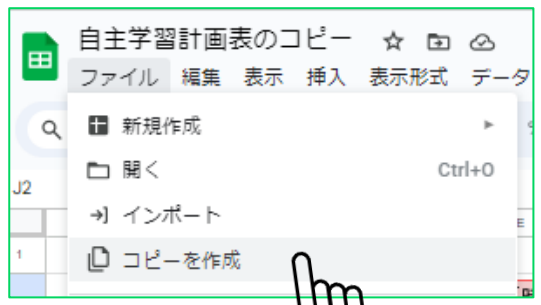 自主学習計画表のコピー
ファイル 編集 表示 挿入 表示形式 データ
新規作成
開く Ctrl+O
J2
インポート
E
1
コピーを作成